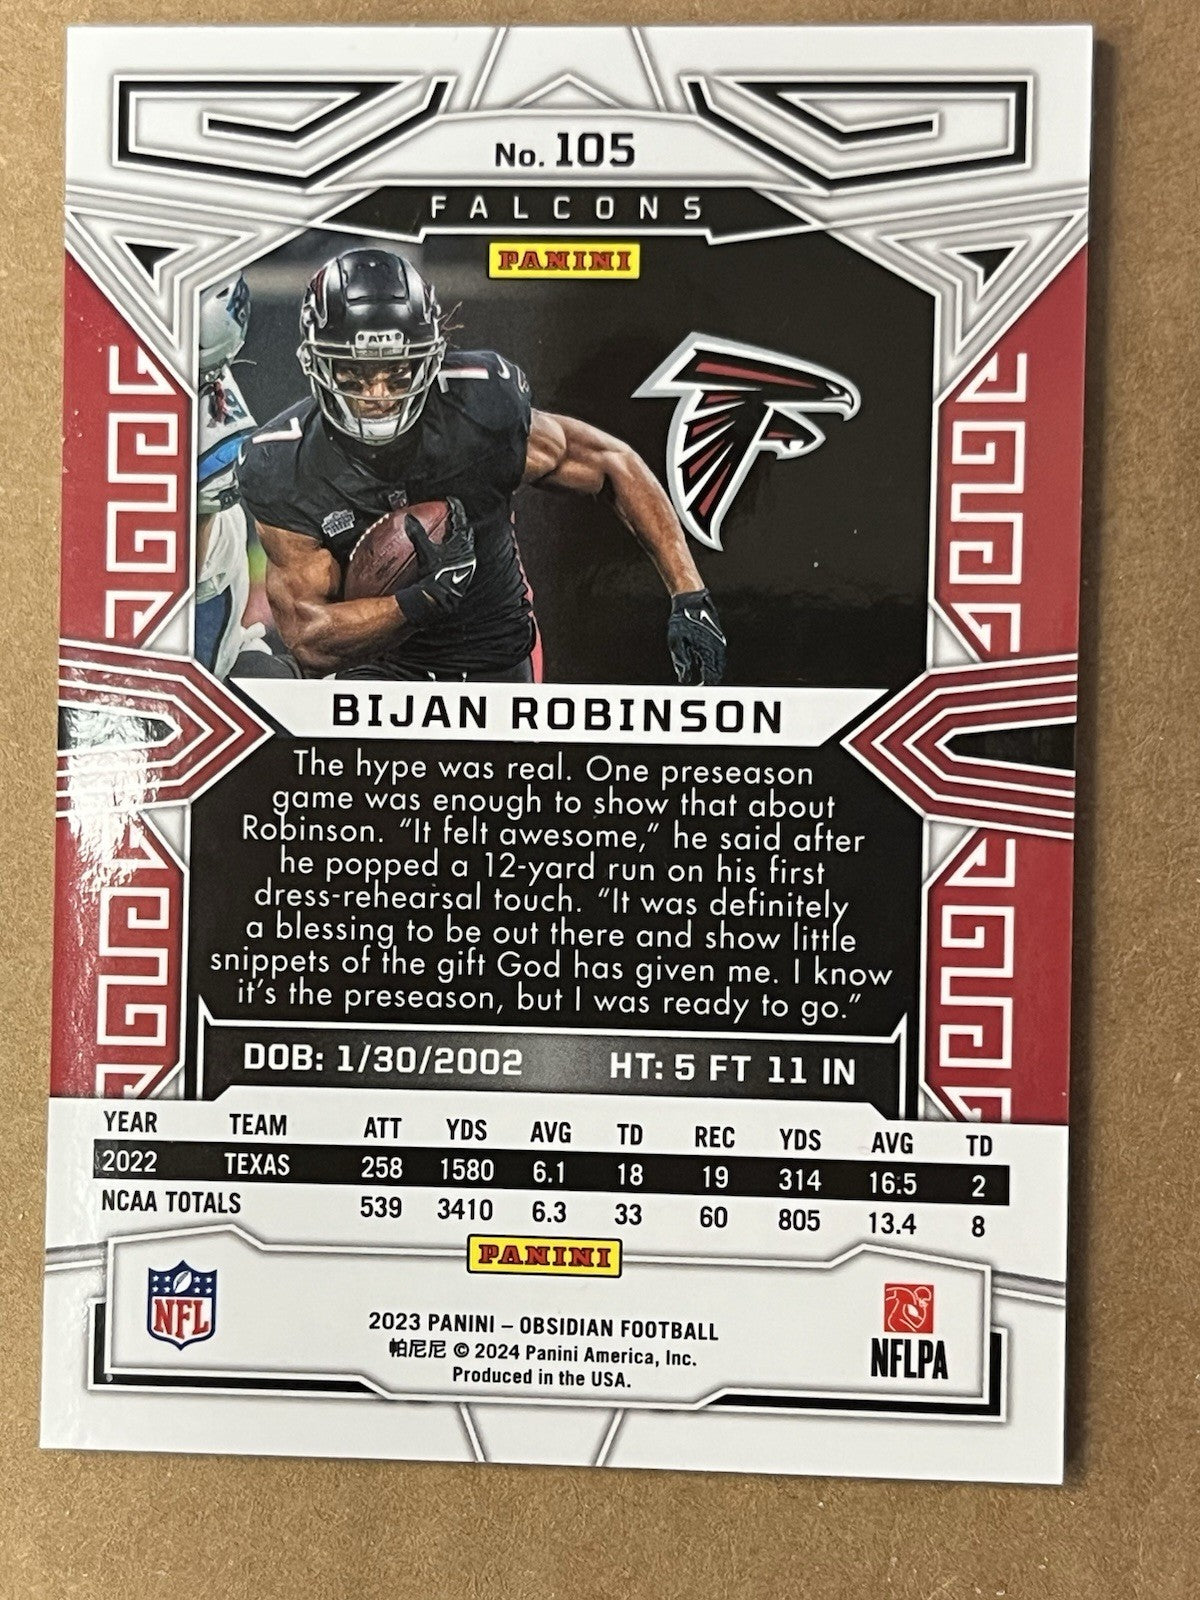 No. 105
FALCONS
PANINI
ATL
7
7
BIJAN ROBINSON
The hype was real. One preseason
game was enough to show that about
Robinson. “It felt awesome,” he said after
he popped a 12-yard run on his first
dress-rehearsal touch. “It was definitely
a blessing to be out there and show little
snippets of the gift God has given me. I know
it’s the preseason, but I was ready to go.”
DOB: 1/30/2002 HT: 5 FT 11 IN
YEAR TEAM ATT YDS AVG TD REC YDS AVG TD
2022 TEXAS 258 1580 6.1 18 19 314 16.5 2
NCAA TOTALS 539 3410 6.3 33 60 805 13.4 8
PANINI
NFL
2023 PANINI – OBSIDIAN FOOTBALL
帕尼尼 © 2024 Panini America, Inc.
Produced in the USA.
NFLPA